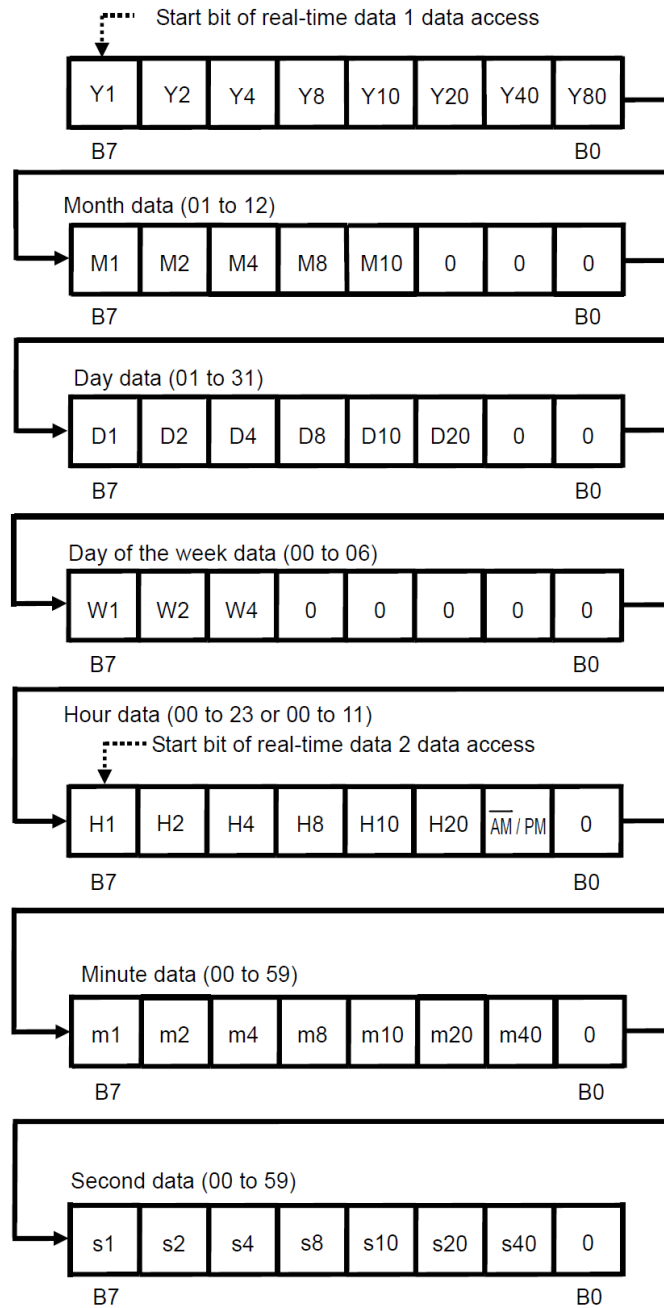 Start bit of real-time data 1 data access
Y1 Y2 Y4 Y8 Y10 Y20 Y40 Y80
B7 B0
Month data (01 to 12)
M1 M2 M4 M8 M10 0 0 0
B7 B0
Day data (01 to 31)
D1 D2 D4 D8 D10 D20 0 0
B7 B0
Day of the week data (00 to 06)
W1 W2 W4 0 0 0 0 0
B7 B0
Hour data (00 to 23 or 00 to 11)
Start bit of real-time data 2 data access
H1 H2 H4 H8 H10 H20 A̅M̅ / PM 0
B7 B0
Minute data (00 to 59)
m1 m2 m4 m8 m10 m20 m40 0
B7 B0
Second data (00 to 59)
s1 s2 s4 s8 s10 s20 s40 0
B7 B0